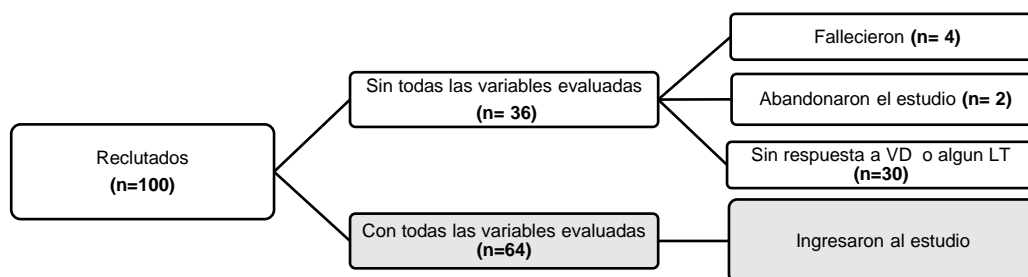 Reclutados
(n=100)
Sin todas las variables evaluadas
(n= 36)
Fallecieron (n= 4)
Abandonaron el estudio (n= 2)
Sin respuesta a VD o algun LT
(n=30)
Con todas las variables evaluadas
(n=64)
Ingresaron al estudio